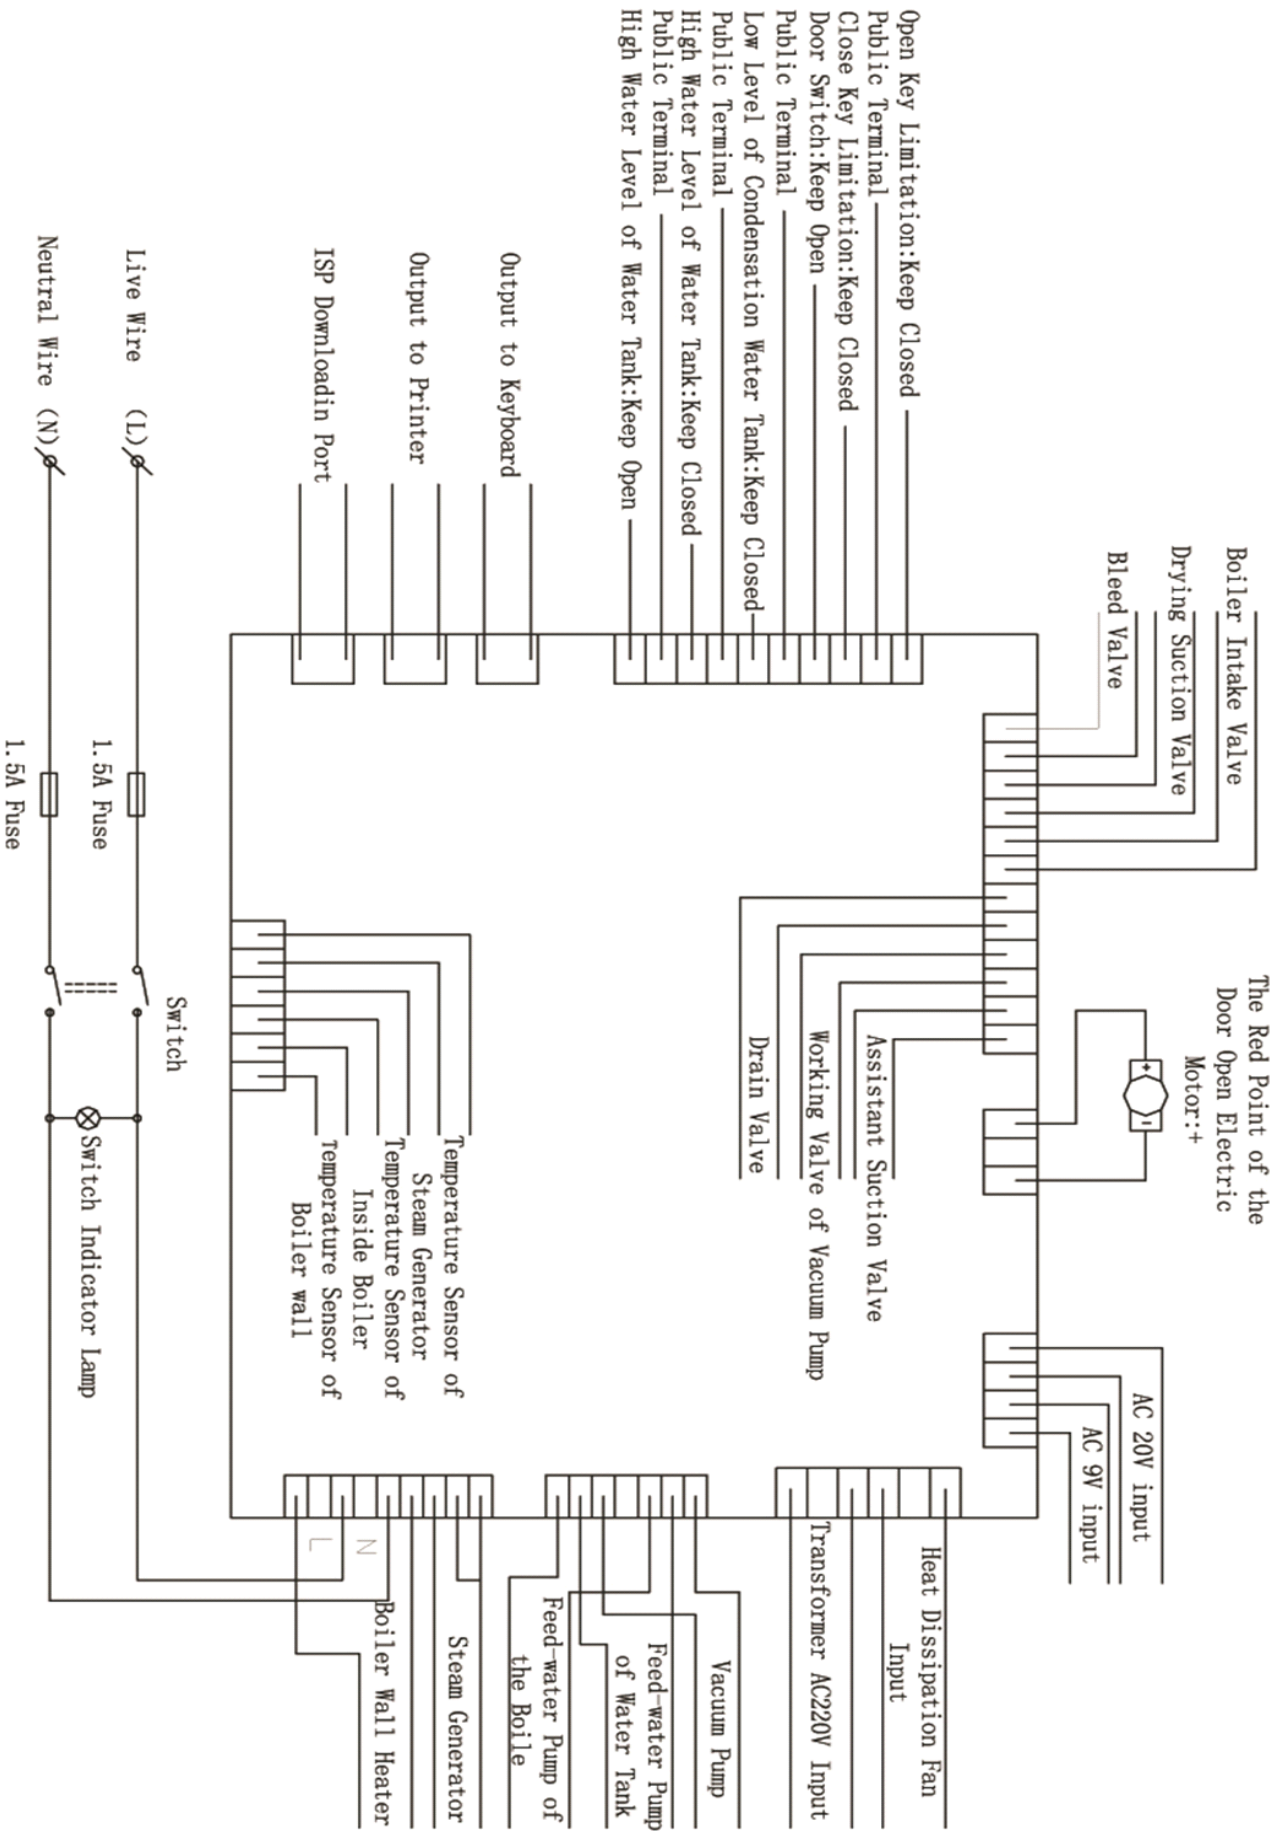 The Red Point of the
Door Open Electric
Motor:+
Boiler Intake Valve
Drying Suction Valve
Bleed Valve
AC 20V input
AC 9V input
Open Key Limitation:Keep Closed
Public Terminal
Close Key Limitation:Keep Closed
Door Switch:Keep Open
Public Terminal
Low Level of Condensation Water Tank:Keep Closed
Public Terminal
High Water Level of Water Tank:Keep Closed
Public Terminal
High Water Level of Water Tank:Keep Open
Assistant Suction Valve
Working Valve of Vacuum Pump
Drain Valve
Heat Dissipation Fan
Input
Transformer AC220V Input
Vacuum Pump
Feed-water Pump
of Water Tank
Feed-water Pump of
the Boile
Steam Generator
Boiler Wall Heater
N
L
Output to Keyboard
Output to Printer
ISP Downloadin Port
Temperature Sensor of
Steam Generator
Temperature Sensor of
Inside Boiler
Temperature Sensor of
Boiler wall
Switch
Live Wire (L)
1.5A Fuse
Switch Indicator Lamp
Neutral Wire (N)
1.5A Fuse
+
-